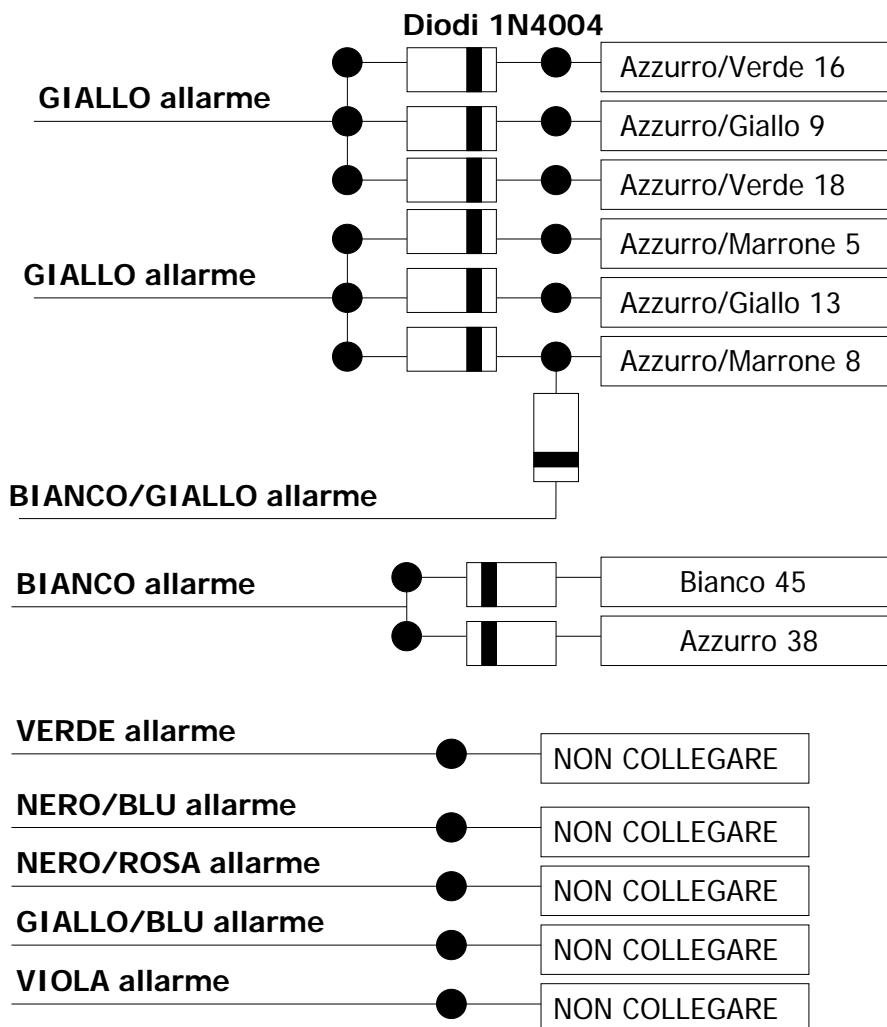 Diodi 1N4004
Azzurro/Verde 16
GIALLO allarme
Azzurro/Giallo 9
Azzurro/Verde 18
Azzurro/Marrone 5
GIALLO allarme
Azzurro/Giallo 13
Azzurro/Marrone 8
BIANCO/GIALLO allarme
BIANCO allarme
Bianco 45
Azzurro 38
VERDE allarme
NON COLLEGARE
NERO/BLU allarme
NON COLLEGARE
NERO/ROSA allarme
NON COLLEGARE
GIALLO/BLU allarme
NON COLLEGARE
VIOLA allarme
NON COLLEGARE